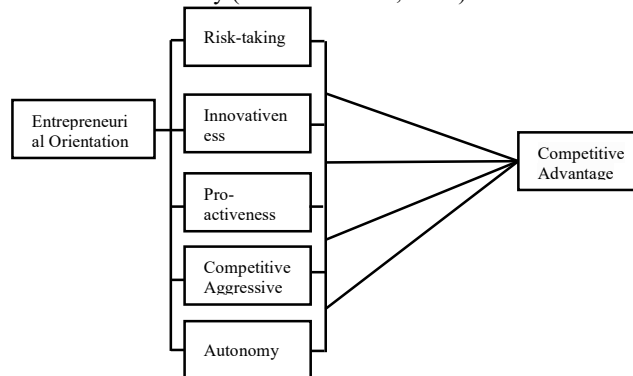 Risk-taking
Entrepreneuri
al Orientation
Innovativen
ess
Competitive
Advantage
Pro-
activeness
Competitive
Aggressive
Autonomy